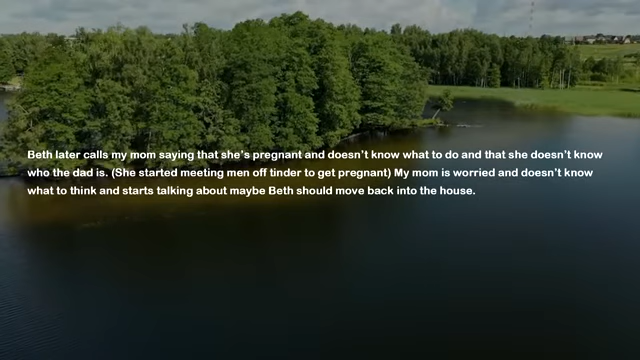 Beth later calls my mom saying that she's pregnant and doesn't know what to do and that she doesn't know
who the dad is. (She started meeting men off tinder to get pregnant) My mom is worried and doesn't know
what to think and starts talking about maybe Beth should move back into the house.